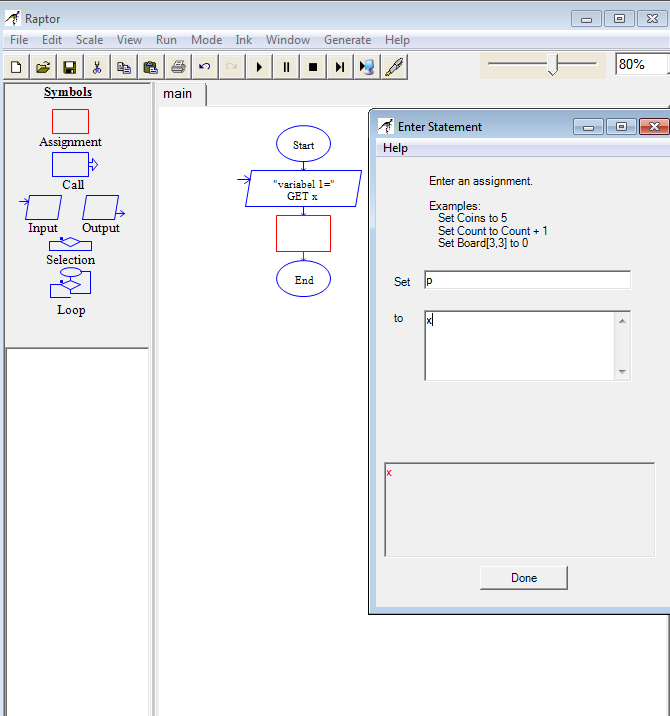 Raptor
File Edit Scale View Run Mode Ink Window Generate Help
80%
Symbols
Assignment
Call
Input Output
Selection
Loop
main
Start
"variabel 1="
GET x
End
Enter Statement
Help
Enter an assignment.
Examples:
Set Coins to 5
Set Count to Count + 1
Set Board[3,3] to 0
Set p
to x
x
Done